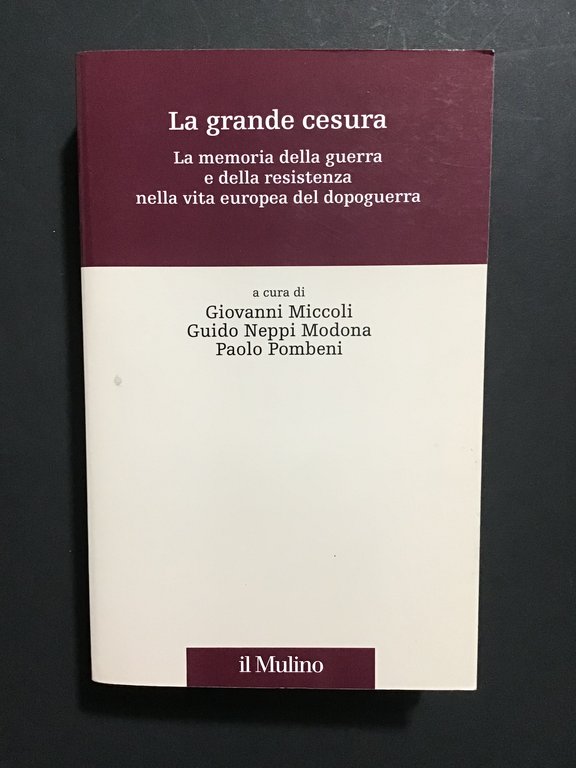 La grande cesura
La memoria della guerra
e della resistenza
nella vita europea del dopoguerra
a cura di
Giovanni Miccoli
Guido Neppi Modona
Paolo Pombeni
il Mulino